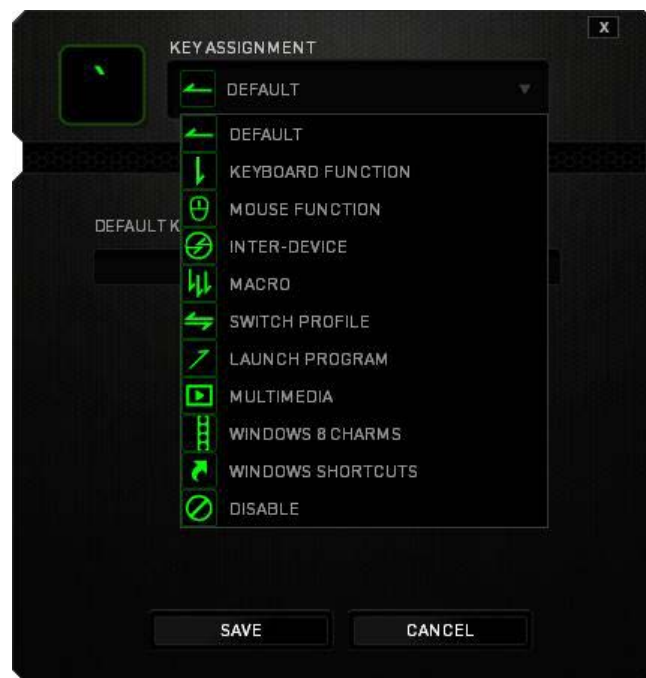 X
KEY ASSIGNMENT
`
DEFAULT
DEFAULT
KEYBOARD FUNCTION
MOUSE FUNCTION
DEFAULT K
INTER-DEVICE
MACRO
SWITCH PROFILE
LAUNCH PROGRAM
MULTIMEDIA
WINDOWS 8 CHARMS
WINDOWS SHORTCUTS
DISABLE
SAVE CANCEL